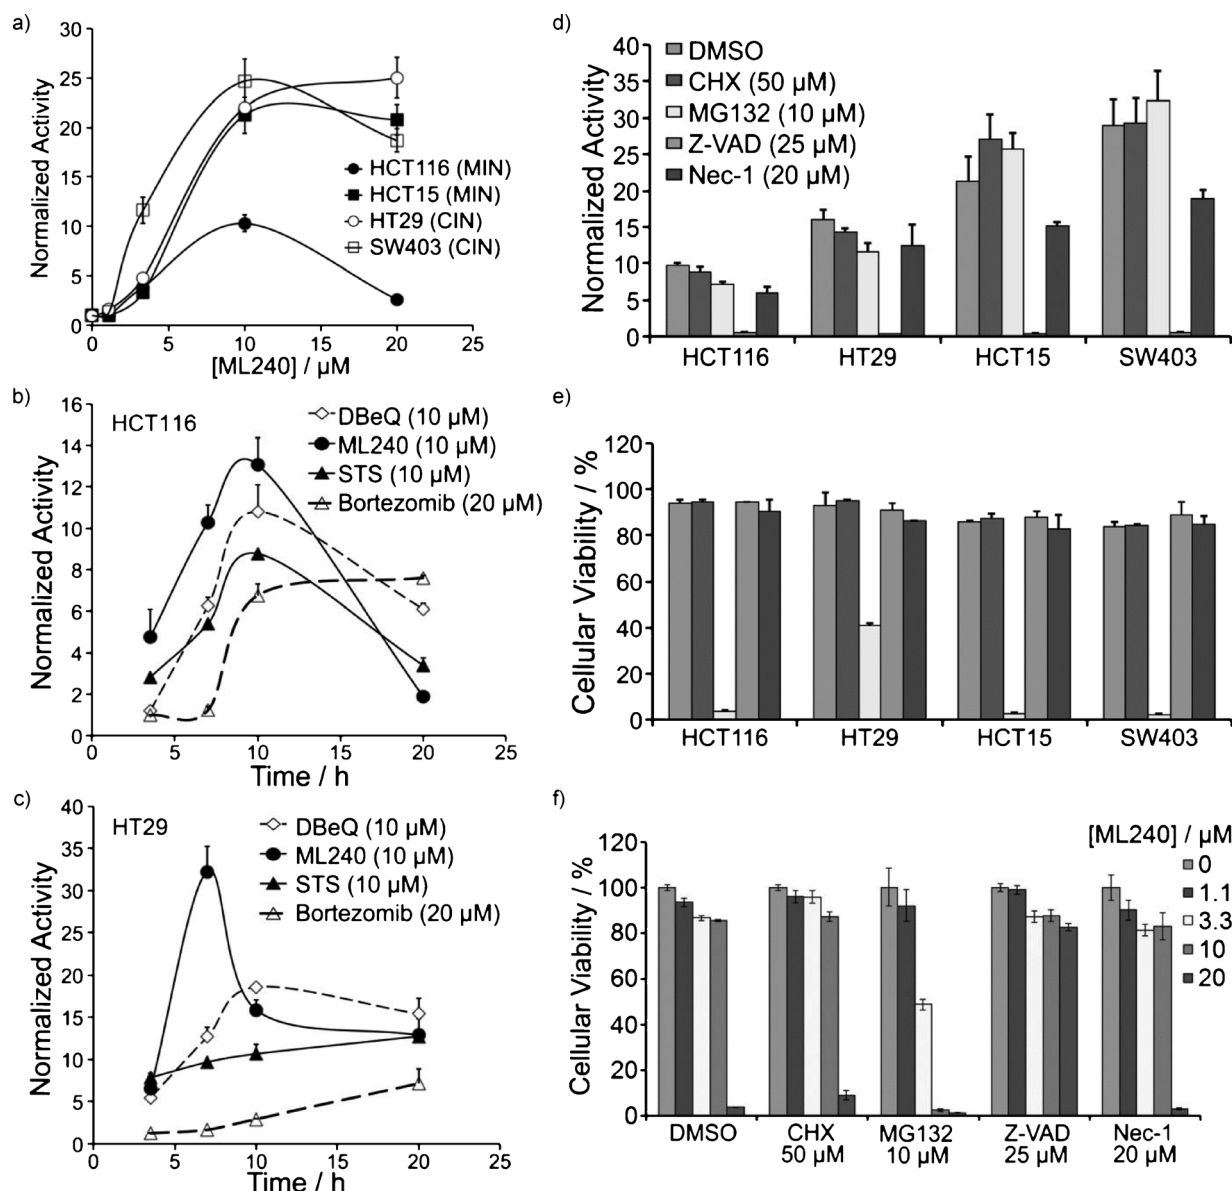 a)
30
25
20
15
10
5
0
Normalized Activity
HCT116 (MIN)
HCT15 (MIN)
HT29 (CIN)
SW403 (CIN)
0 5 10 15 20 25
[ML240] / µM
b)
16
14
12
10
8
6
4
2
0
Normalized Activity
HCT116
DBeQ (10 µM)
ML240 (10 µM)
STS (10 µM)
Bortezomib (20 µM)
0 5 10 15 20 25
Time / h
c)
40
35
30
25
20
15
10
5
0
Normalized Activity
HT29
DBeQ (10 µM)
ML240 (10 µM)
STS (10 µM)
Bortezomib (20 µM)
0 5 10 15 20 25
Time / h
d)
40
35
30
25
20
15
10
5
0
Normalized Activity
DMSO
CHX (50 µM)
MG132 (10 µM)
Z-VAD (25 µM)
Nec-1 (20 µM)
HCT116 HT29 HCT15 SW403
e)
120
100
80
60
40
20
0
Cellular Viability / %
HCT116 HT29 HCT15 SW403
f)
120
100
80
60
40
20
0
Cellular Viability / %
[ML240] / µM
0
1.1
3.3
10
20
DMSO CHX MG132 Z-VAD Nec-1
50 µM 10 µM 25 µM 20 µM